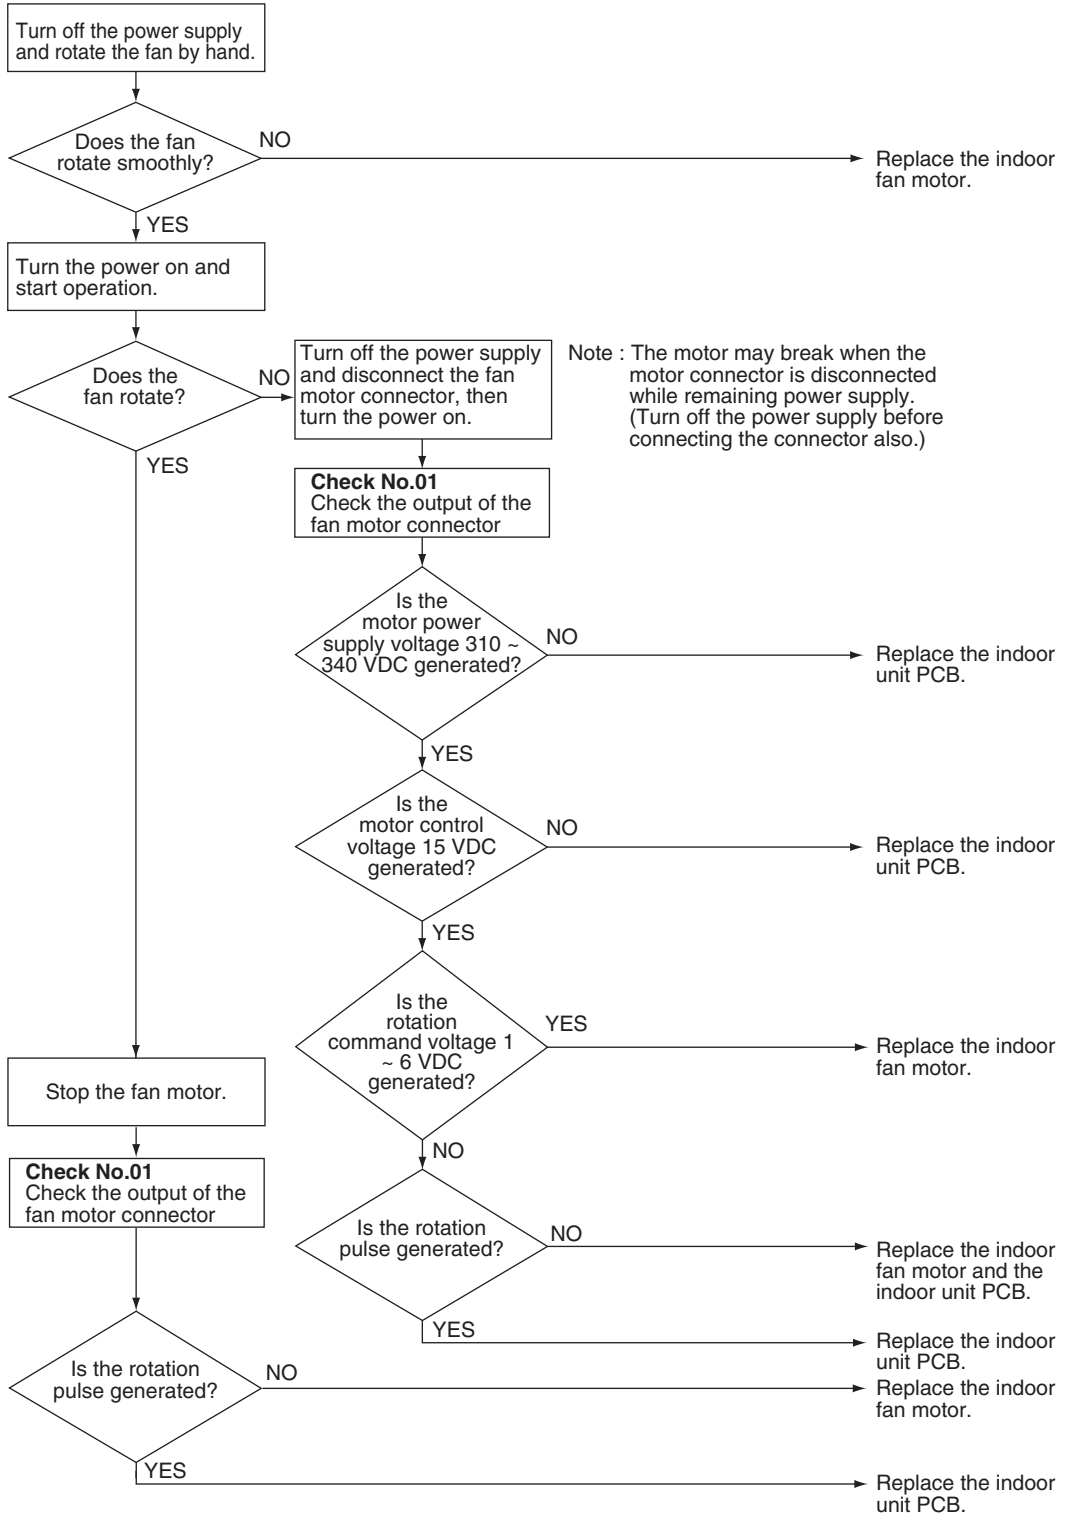 Turn off the power supply
and rotate the fan by hand.
Does the fan
rotate smoothly?
NO
Replace the indoor
fan motor.
YES
Turn the power on and
start operation.
Does the
fan rotate?
NO
Turn off the power supply
and disconnect the fan
motor connector, then
turn the power on.
Note : The motor may break when the
motor connector is disconnected
while remaining power supply.
(Turn off the power supply before
connecting the connector also.)
YES
Check No.01
Check the output of the
fan motor connector
Is the
motor power
supply voltage 310 ~
340 VDC generated?
NO
Replace the indoor
unit PCB.
YES
Is the
motor control
voltage 15 VDC
generated?
NO
Replace the indoor
unit PCB.
YES
Is the
rotation
command voltage 1
~ 6 VDC
generated?
YES
Replace the indoor
fan motor.
NO
Is the rotation
pulse generated?
NO
Replace the indoor
fan motor and the
indoor unit PCB.
YES
Replace the indoor
unit PCB.
Stop the fan motor.
Check No.01
Check the output of the
fan motor connector
Is the rotation
pulse generated?
NO
Replace the indoor
fan motor.
YES
Replace the indoor
unit PCB.